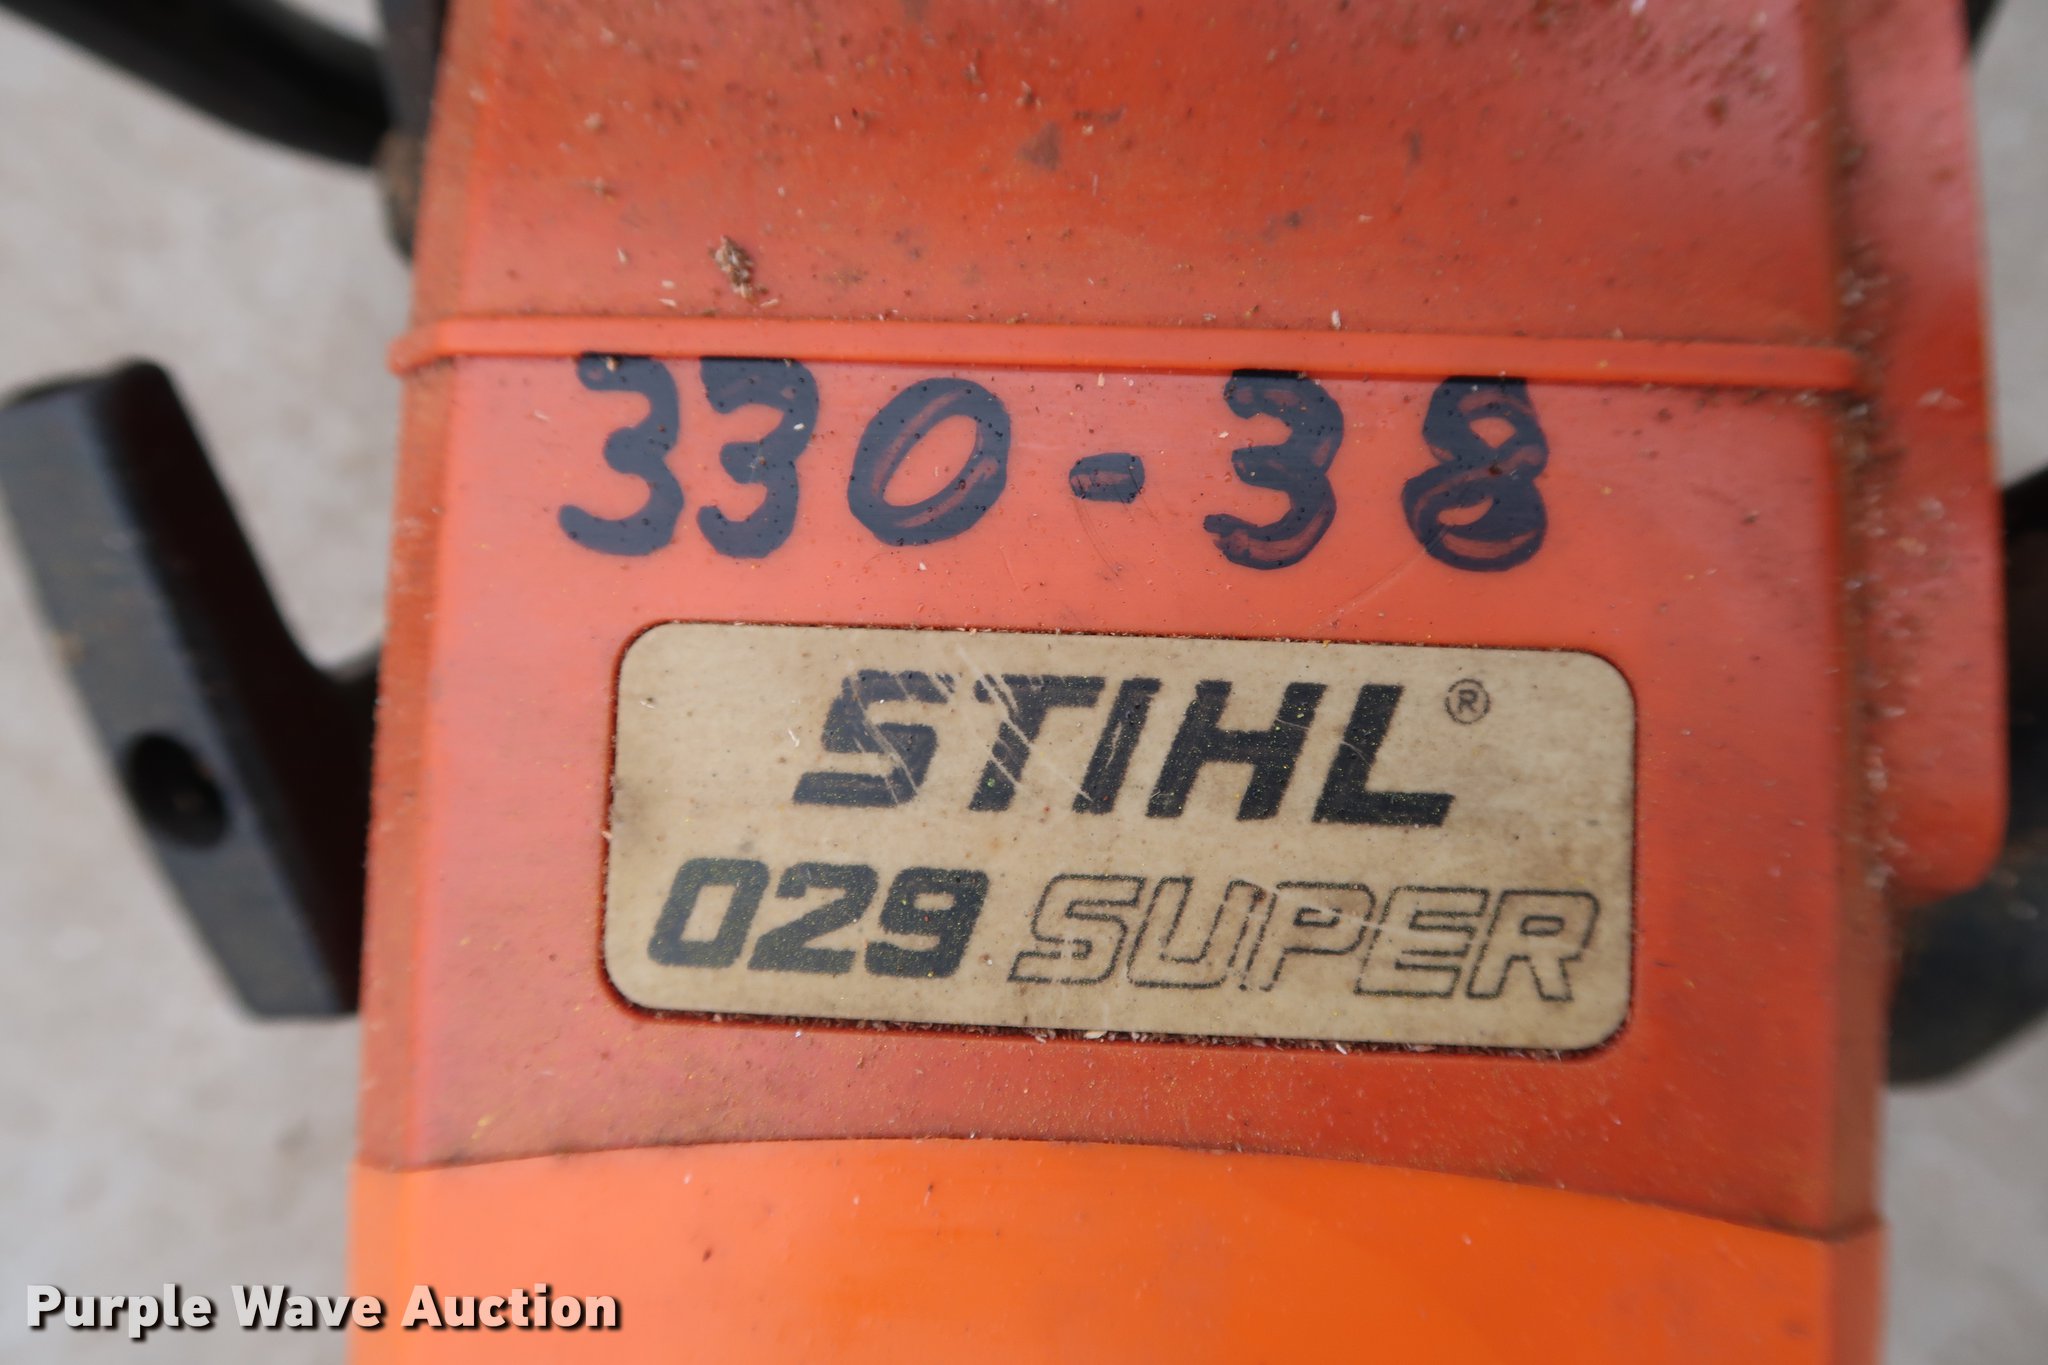 330-38
STIHL®
029 SUPER
Purple Wave Auction